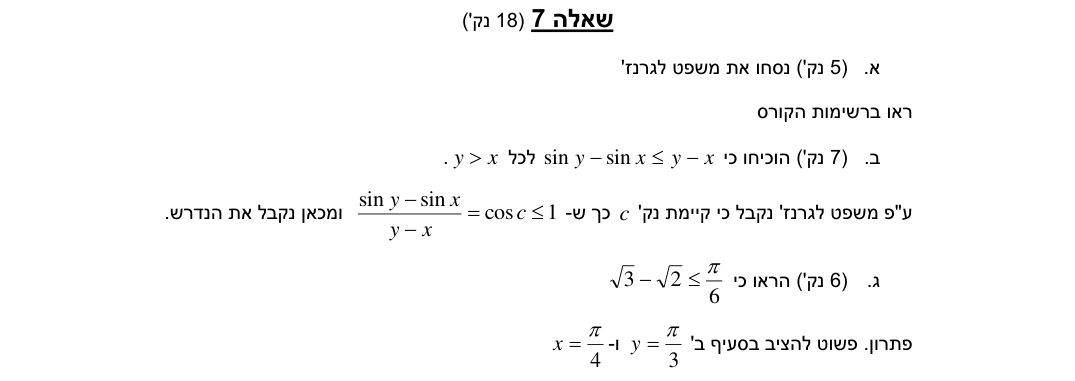 שאלה 7 (18 נק')
א. (5 נק') נסחו את משפט לגרנז'
ראו ברשימות הקורס
ב. (7 נק') הוכיחו כי sin y − sin x ≤ y − x לכל y > x .
ע"פ משפט לגרנז' נקבל כי קיימת נק' c כך ש- (sin y − sin x)/(y − x) = cos c ≤ 1 ומכאן נקבל את הנדרש.
ג. (6 נק') הראו כי √3 − √2 ≤ π/6
פתרון. פשוט להציב בסעיף ב' y = π/3 ו- x = π/4